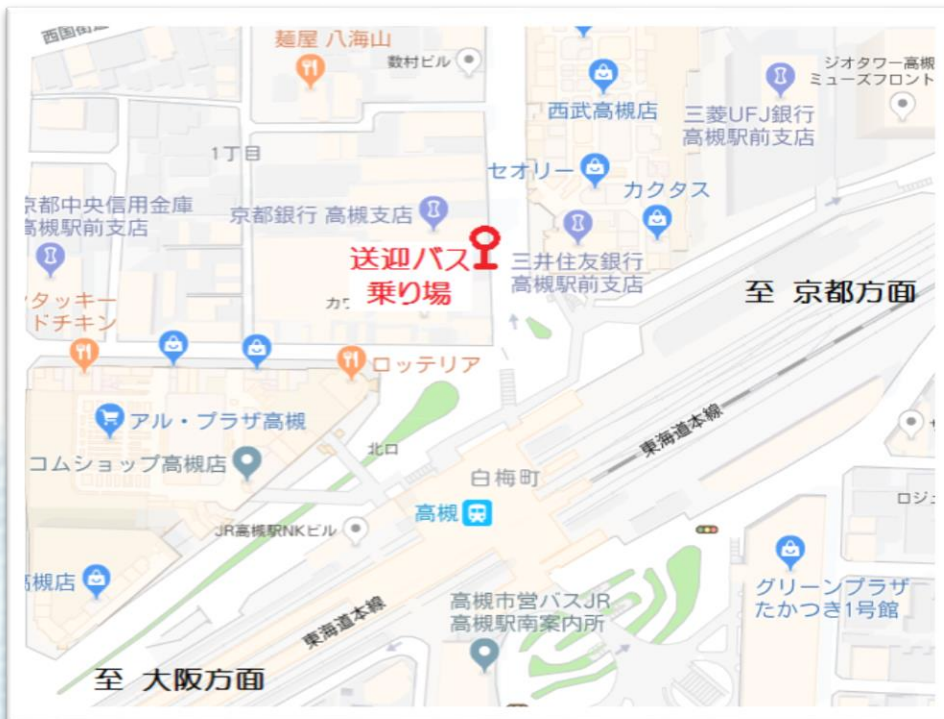 西国街道
麺屋 八海山
数村ビル
ジオタワー高槻
ミューズフロント
西武高槻店
三菱UFJ銀行
高槻駅前支店
1丁目
セオリー
カクタス
京都中央信用金庫
高槻駅前支店
京都銀行 高槻支店
送迎バス
乗り場
三井住友銀行
高槻駅前支店
至 京都方面
タッキー
ドチキン
カワ
ロッテリア
アル・プラザ高槻
北口
東海道本線
コムショップ高槻店
白梅町
高槻
ロジュ
JR高槻駅NKビル
槻店
グリーンプラザ
たかつき1号館
高槻市営バスJR
高槻駅南案内所
東海道本線
至 大阪方面